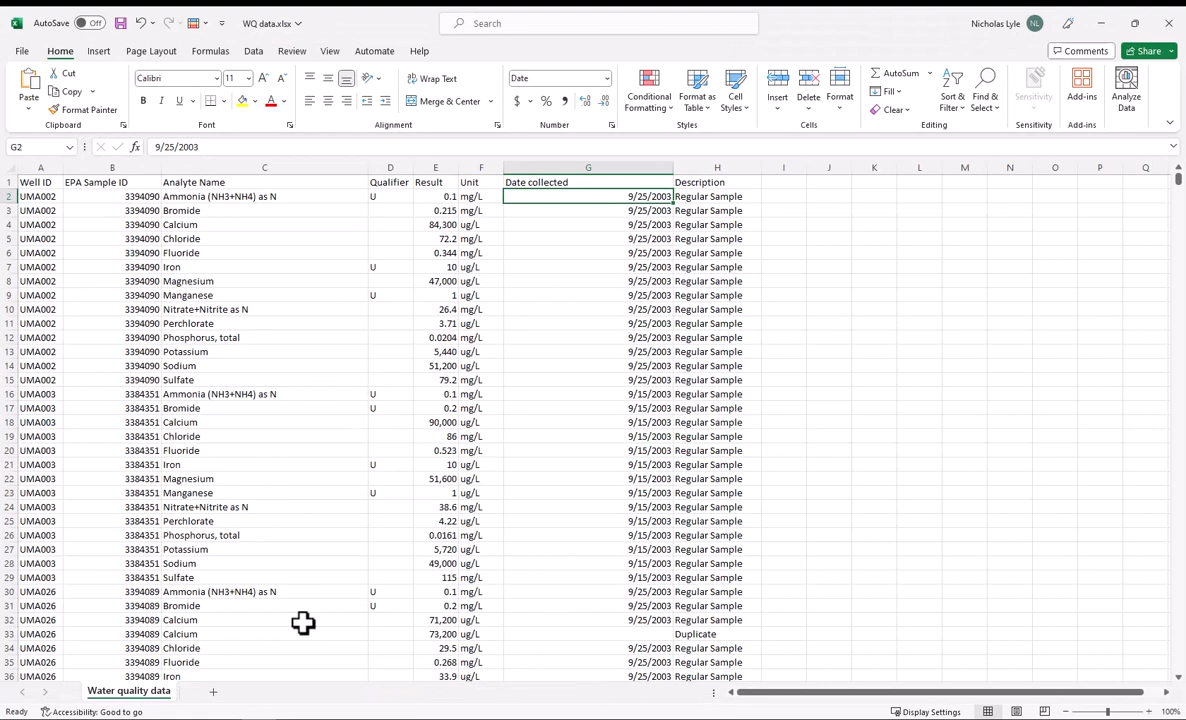 AutoSave Off WQ data.xlsx Search Nicholas Lyle NL
File Home Insert Page Layout Formulas Data Review View Automate Help Comments Share
Paste Cut Copy Format Painter Clipboard
Calibri 11 B I U A Font
Wrap Text Merge & Center Alignment
Date $ % , Number
Conditional Formatting Format as Table Cell Styles Styles
Insert Delete Format Cells
AutoSum Fill Clear Sort & Filter Find & Select Editing
Sensitivity Sensitivity
Add-ins Add-ins
Analyze Data
G2 fx 9/25/2003
A B C D E F G H I J K L M N O P Q
1 Well ID EPA Sample ID Analyte Name Qualifier Result Unit Date collected Description
2 UMA002 3394090 Ammonia (NH3+NH4) as N U 0.1 mg/L 9/25/2003 Regular Sample
3 UMA002 3394090 Bromide 0.215 mg/L 9/25/2003 Regular Sample
4 UMA002 3394090 Calcium 84,300 ug/L 9/25/2003 Regular Sample
5 UMA002 3394090 Chloride 72.2 mg/L 9/25/2003 Regular Sample
6 UMA002 3394090 Fluoride 0.344 mg/L 9/25/2003 Regular Sample
7 UMA002 3394090 Iron U 10 ug/L 9/25/2003 Regular Sample
8 UMA002 3394090 Magnesium 47,000 ug/L 9/25/2003 Regular Sample
9 UMA002 3394090 Manganese U 1 ug/L 9/25/2003 Regular Sample
10 UMA002 3394090 Nitrate+Nitrite as N 26.4 mg/L 9/25/2003 Regular Sample
11 UMA002 3394090 Perchlorate 3.71 ug/L 9/25/2003 Regular Sample
12 UMA002 3394090 Phosphorus, total 0.0204 mg/L 9/25/2003 Regular Sample
13 UMA002 3394090 Potassium 5,440 ug/L 9/25/2003 Regular Sample
14 UMA002 3394090 Sodium 51,200 ug/L 9/25/2003 Regular Sample
15 UMA002 3394090 Sulfate 79.2 mg/L 9/25/2003 Regular Sample
16 UMA003 3384351 Ammonia (NH3+NH4) as N U 0.1 mg/L 9/15/2003 Regular Sample
17 UMA003 3384351 Bromide U 0.2 mg/L 9/15/2003 Regular Sample
18 UMA003 3384351 Calcium 90,000 ug/L 9/15/2003 Regular Sample
19 UMA003 3384351 Chloride 86 mg/L 9/15/2003 Regular Sample
20 UMA003 3384351 Fluoride 0.523 mg/L 9/15/2003 Regular Sample
21 UMA003 3384351 Iron U 10 ug/L 9/15/2003 Regular Sample
22 UMA003 3384351 Magnesium 51,600 ug/L 9/15/2003 Regular Sample
23 UMA003 3384351 Manganese U 1 ug/L 9/15/2003 Regular Sample
24 UMA003 3384351 Nitrate+Nitrite as N 38.6 mg/L 9/15/2003 Regular Sample
25 UMA003 3384351 Perchlorate 4.22 ug/L 9/15/2003 Regular Sample
26 UMA003 3384351 Phosphorus, total 0.0161 mg/L 9/15/2003 Regular Sample
27 UMA003 3384351 Potassium 5,720 ug/L 9/15/2003 Regular Sample
28 UMA003 3384351 Sodium 49,000 ug/L 9/15/2003 Regular Sample
29 UMA003 3384351 Sulfate 115 mg/L 9/15/2003 Regular Sample
30 UMA026 3394089 Ammonia (NH3+NH4) as N U 0.1 mg/L 9/25/2003 Regular Sample
31 UMA026 3394089 Bromide U 0.2 mg/L 9/25/2003 Regular Sample
32 UMA026 3394089 Calcium 71,200 ug/L 9/25/2003 Regular Sample
33 UMA026 3394089 Calcium 73,200 ug/L Duplicate
34 UMA026 3394089 Chloride 29.5 mg/L 9/25/2003 Regular Sample
35 UMA026 3394089 Fluoride 0.268 mg/L 9/25/2003 Regular Sample
36 UMA026 3394089 Iron 33.9 ug/L 9/25/2003 Regular Sample
Water quality data
Ready Accessibility: Good to go Display Settings 100%